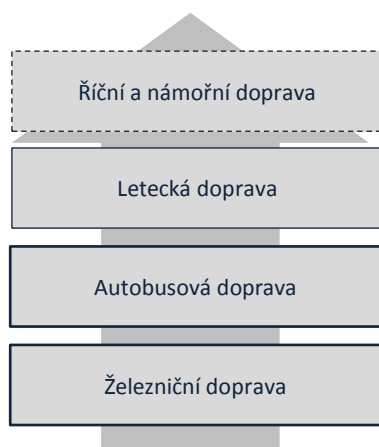 Říční a námořní doprava
Letecká doprava
Autobusová doprava
Železniční doprava